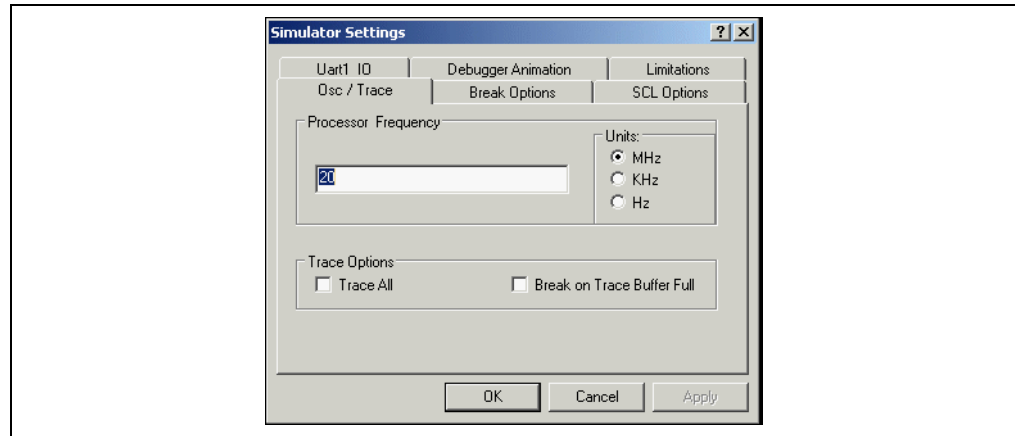 Simulator Settings
Uart1 IO Debugger Animation Limitations
Osc / Trace Break Options SCL Options
Processor Frequency
Units:
20
MHz
KHz
Hz
Trace Options
Trace All Break on Trace Buffer Full
OK Cancel Apply